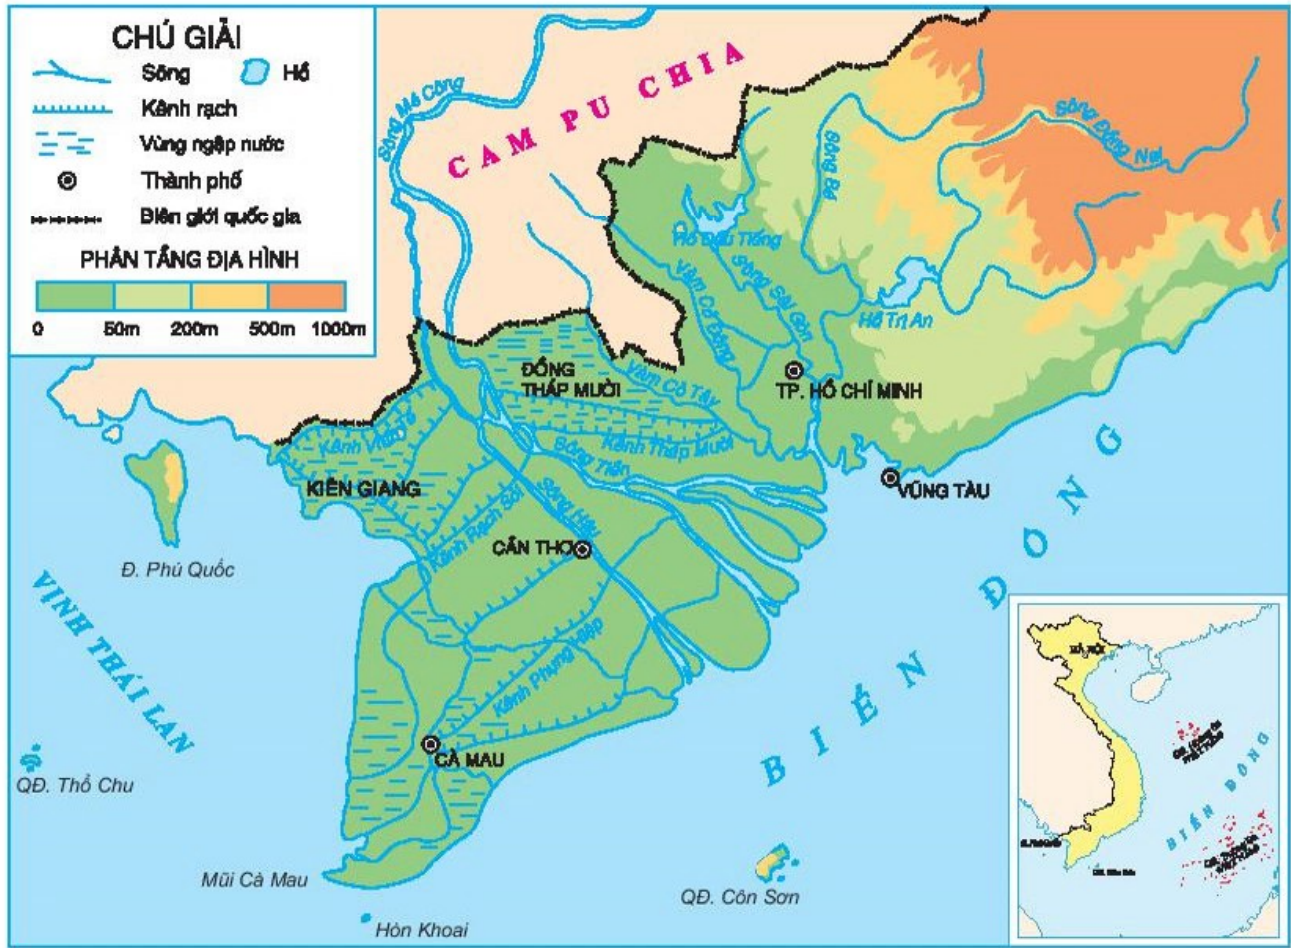 CHÚ GIẢI
Sông
Hồ
Kênh rạch
Vùng ngập nước
Thành phố
Biên giới quốc gia
PHÂN TẦNG ĐỊA HÌNH
0 50m 200m 500m 1000m
Sông Mê Công
CAM PU CHIA
Sông Bé
Sông Đồng Nai
Hồ Dầu Tiếng
Sông Sài Gòn
Vàm Cỏ Đông
Hồ Trị An
ĐỒNG
THÁP MƯỜI
Vàm Cỏ Tây
TP. HỒ CHÍ MINH
Kênh Tháp Mười
Sông Tiền
KIÊN GIANG
VŨNG TÀU
Kênh Rạch Sỏi
Sông Hậu
CẦN THƠ
Đ. Phú Quốc
VỊNH THÁI LAN
Kênh Phụng Hiệp
CÀ MAU
QĐ. Thổ Chu
Mũi Cà Mau
Hòn Khoai
QĐ. Côn Sơn
BIỂN ĐÔNG
HÀ NỘI
BIỂN ĐÔNG